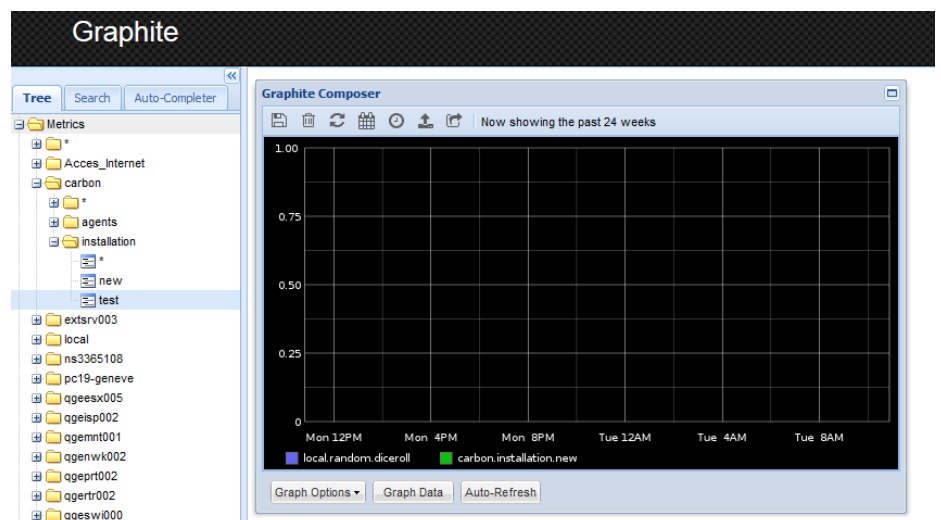 Graphite
Tree Search Auto-Completer
Metrics
*
Acces_Internet
carbon
*
agents
installation
*
new
test
extsrv003
local
ns3365108
pc19-geneve
qgeesx005
qgeisp002
qgemnt001
qgenwk002
qgeprt002
qgertr002
qgeswi000
Graphite Composer
Now showing the past 24 weeks
1.00
0.75
0.50
0.25
0
Mon 12PM Mon 4PM Mon 8PM Tue 12AM Tue 4AM Tue 8AM
local.random.diceroll carbon.installation.new
Graph Options Graph Data Auto-Refresh